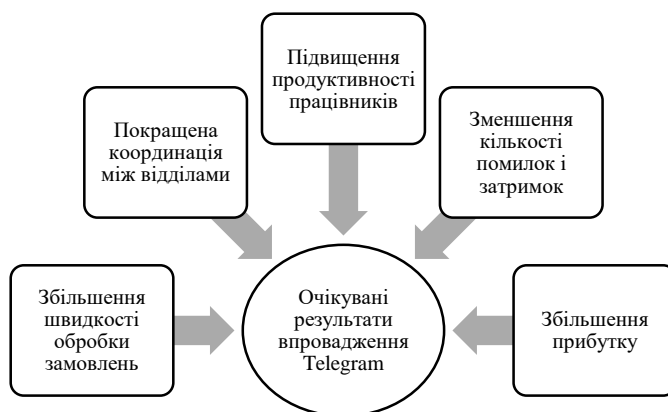 Підвищення
продуктивності
працівників
Покращена
координація
між відділами
Зменшення
кількості
помилок і
затримок
Збільшення
швидкості
обробки
замовлень
Очікувані
результати
впровадження
Telegram
Збільшення
прибутку